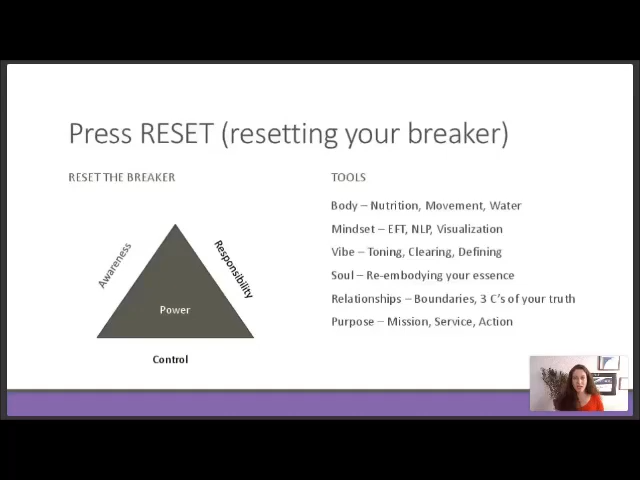 Press RESET (resetting your breaker)
RESET THE BREAKER
Awareness
Responsibility
Power
Control
TOOLS
Body – Nutrition, Movement, Water
Mindset – EFT, NLP, Visualization
Vibe – Toning, Clearing, Defining
Soul – Re-embodying your essence
Relationships – Boundaries, 3 C's of your truth
Purpose – Mission, Service, Action